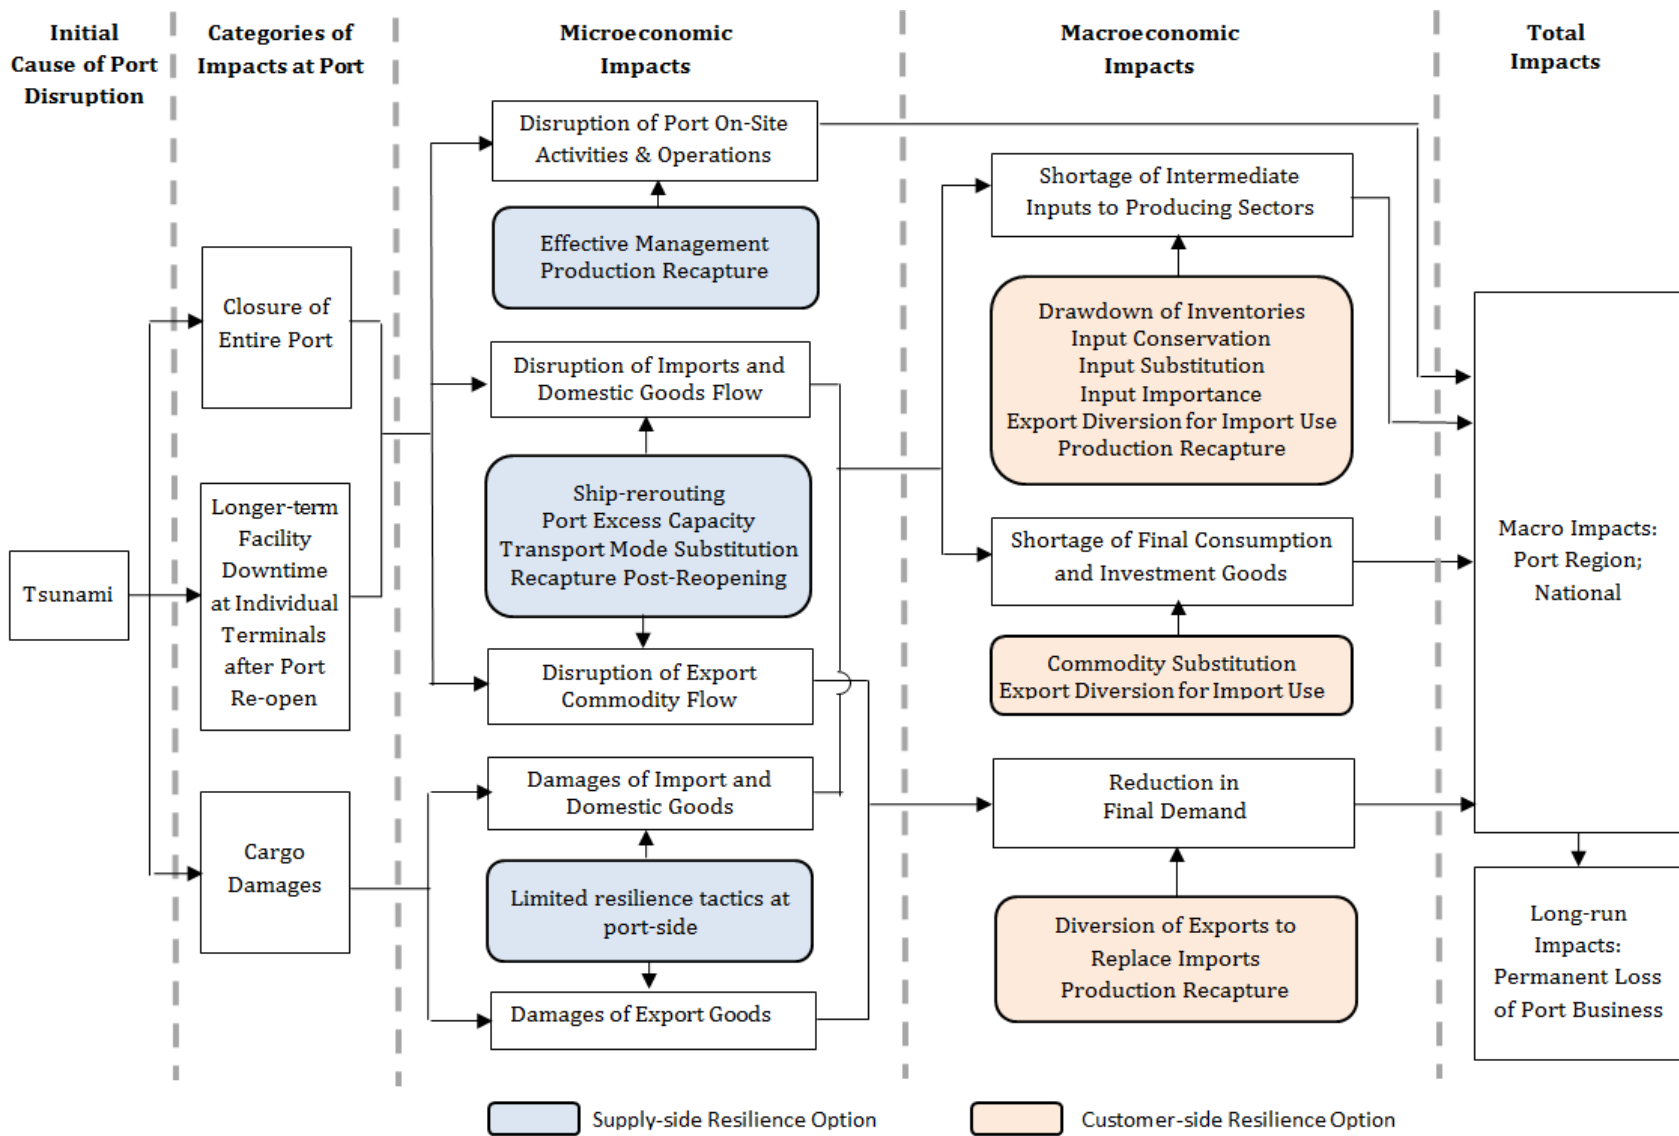 Initial
Cause of Port
Disruption
Categories of
Impacts at Port
Microeconomic
Impacts
Macroeconomic
Impacts
Total
Impacts
Tsunami
Closure of
Entire Port
Longer-term
Facility
Downtime
at Individual
Terminals
after Port
Re-open
Cargo
Damages
Disruption of Port On-Site
Activities & Operations
Effective Management
Production Recapture
Disruption of Imports and
Domestic Goods Flow
Ship-rerouting
Port Excess Capacity
Transport Mode Substitution
Recapture Post-Reopening
Disruption of Export
Commodity Flow
Damages of Import and
Domestic Goods
Limited resilience tactics at
port-side
Damages of Export Goods
Shortage of Intermediate
Inputs to Producing Sectors
Drawdown of Inventories
Input Conservation
Input Substitution
Input Importance
Export Diversion for Import Use
Production Recapture
Shortage of Final Consumption
and Investment Goods
Commodity Substitution
Export Diversion for Import Use
Reduction in
Final Demand
Diversion of Exports to
Replace Imports
Production Recapture
Macro Impacts:
Port Region;
National
Long-run
Impacts:
Permanent Loss
of Port Business
Supply-side Resilience Option
Customer-side Resilience Option